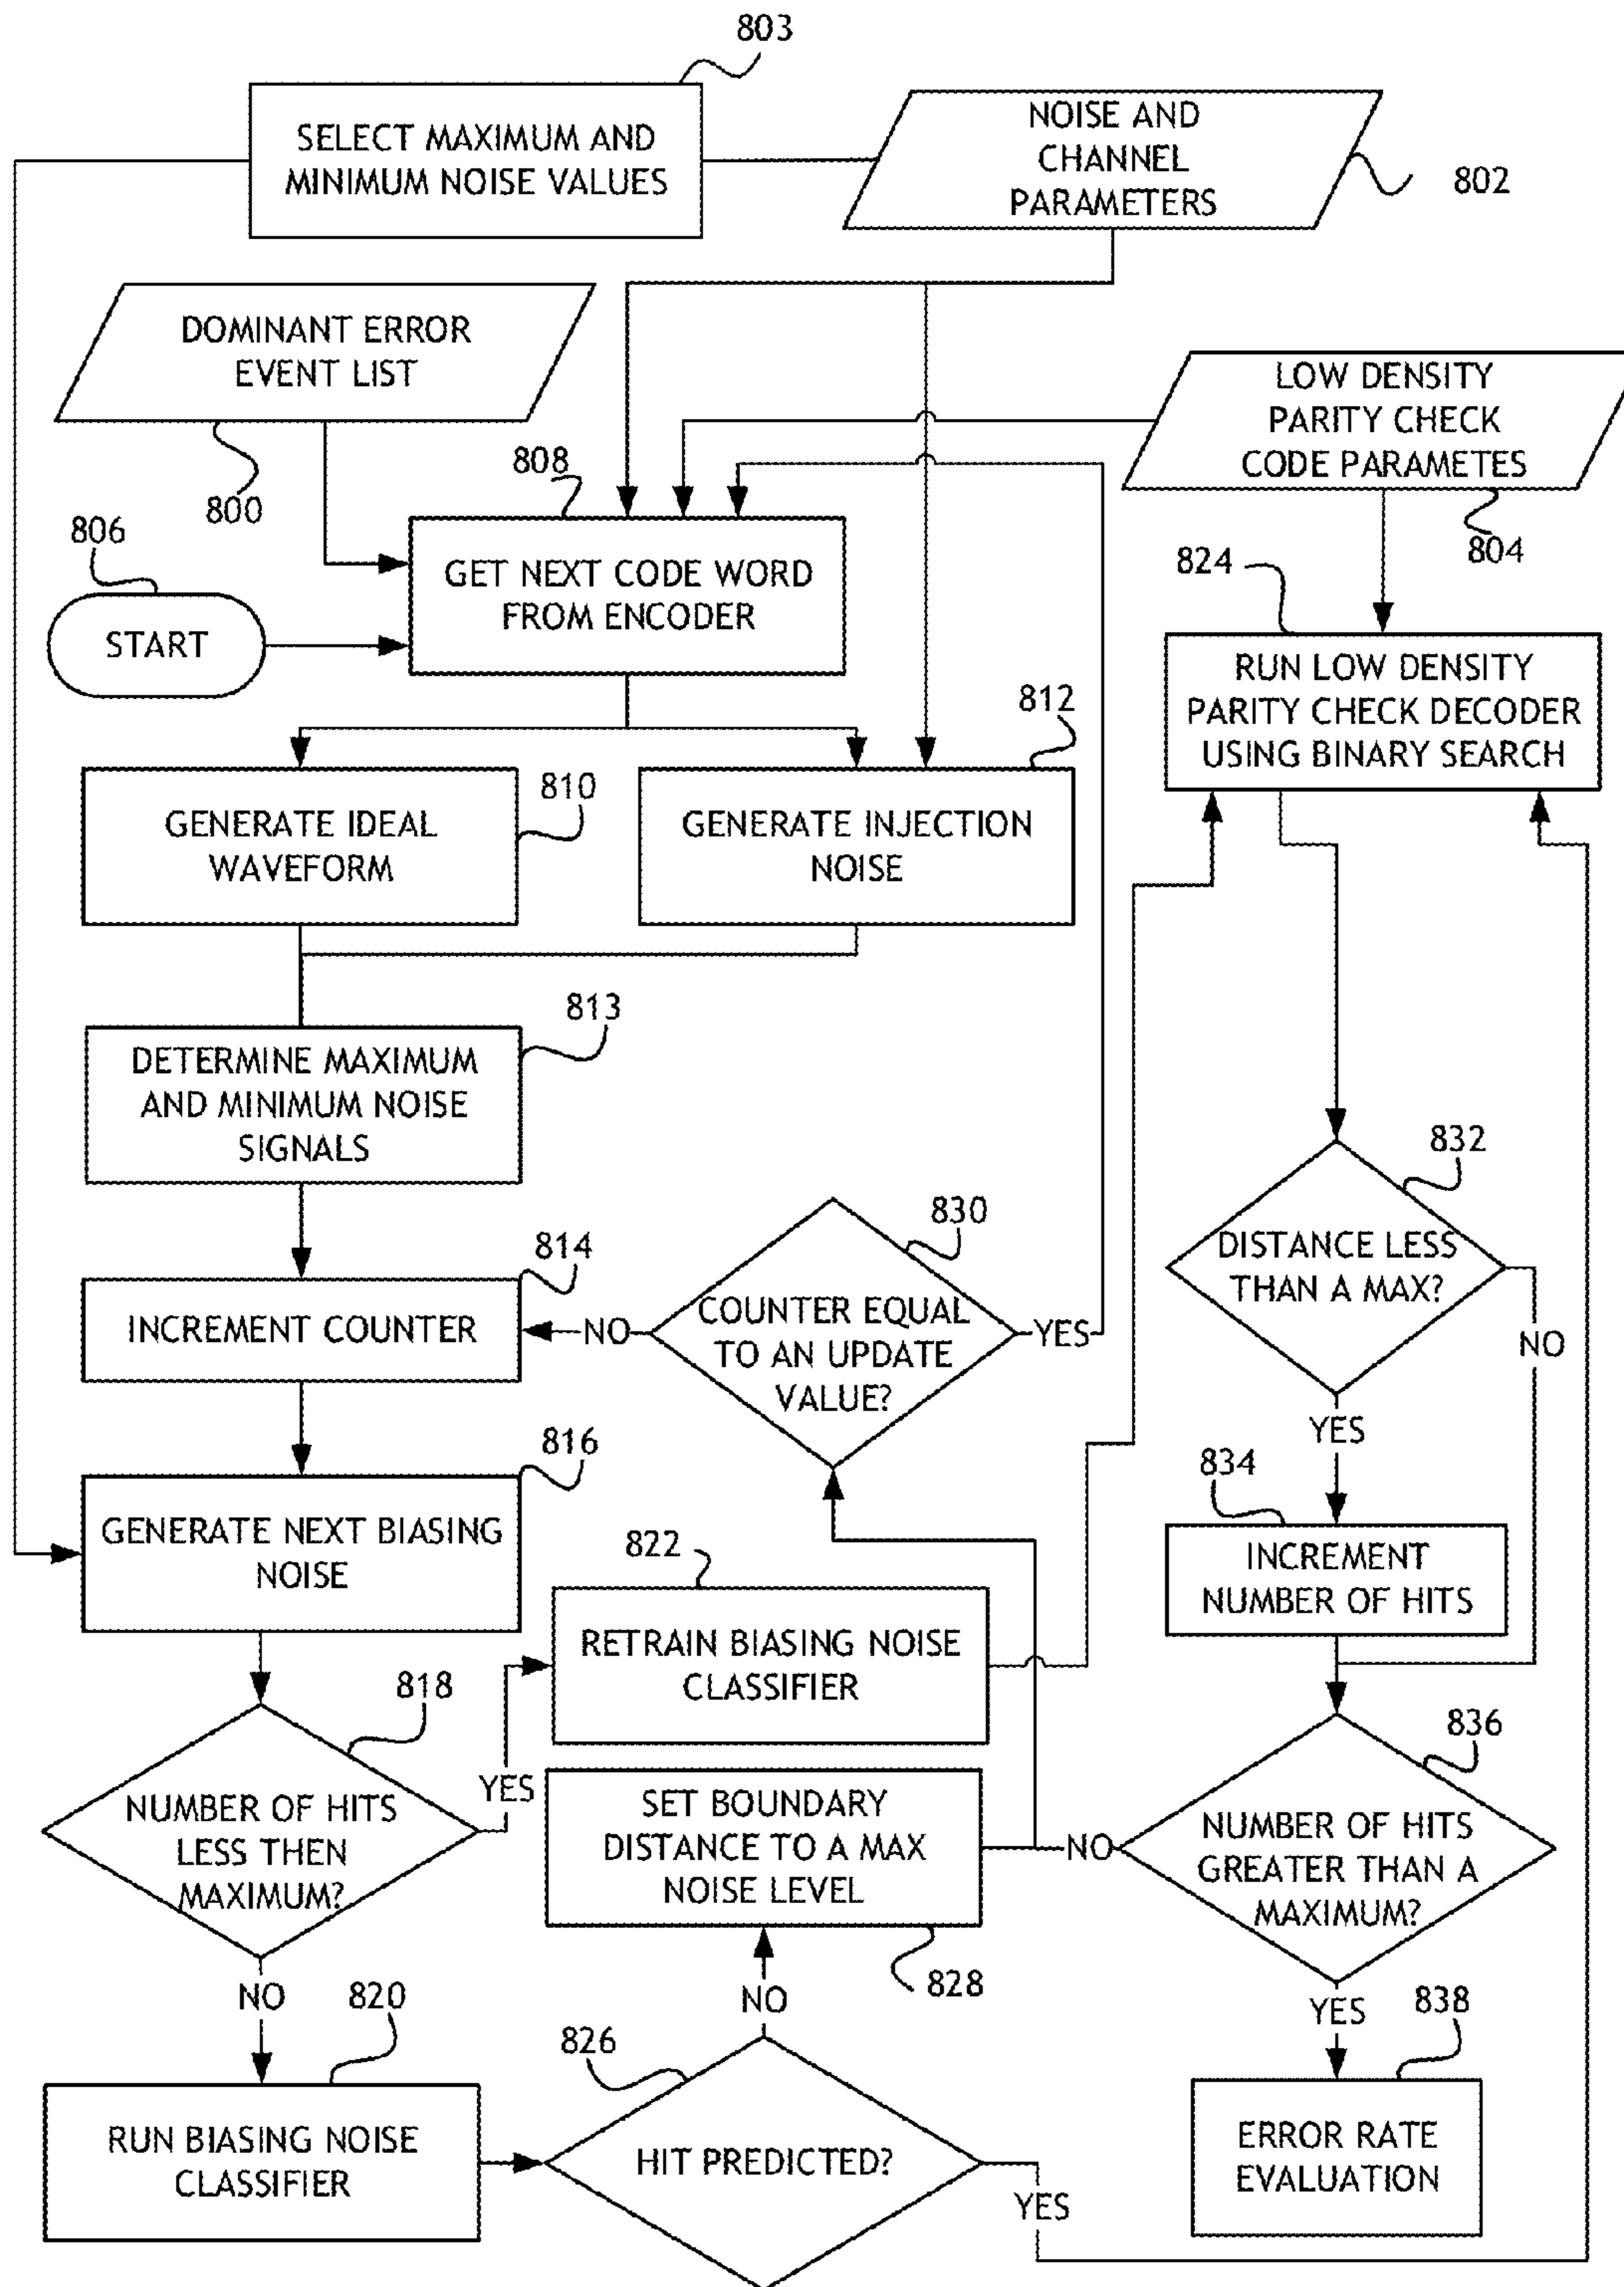 803
SELECT MAXIMUM AND
MINIMUM NOISE VALUES
NOISE AND
CHANNEL
PARAMETERS
802
DOMINANT ERROR
EVENT LIST
800
LOW DENSITY
PARITY CHECK
CODE PARAMETES
804
806
START
808
GET NEXT CODE WORD
FROM ENCODER
824
RUN LOW DENSITY
PARITY CHECK DECODER
USING BINARY SEARCH
810
GENERATE IDEAL
WAVEFORM
812
GENERATE INJECTION
NOISE
813
DETERMINE MAXIMUM
AND MINIMUM NOISE
SIGNALS
814
INCREMENT COUNTER
NO
830
COUNTER EQUAL
TO AN UPDATE
VALUE?
YES
832
DISTANCE LESS
THAN A MAX?
NO
YES
834
INCREMENT
NUMBER OF HITS
816
GENERATE NEXT BIASING
NOISE
822
RETRAIN BIASING NOISE
CLASSIFIER
818
NUMBER OF HITS
LESS THEN
MAXIMUM?
YES
NO
SET BOUNDARY
DISTANCE TO A MAX
NOISE LEVEL
828
NO
836
NUMBER OF HITS
GREATER THAN A
MAXIMUM?
YES
838
ERROR RATE
EVALUATION
820
RUN BIASING NOISE
CLASSIFIER
826
HIT PREDICTED?
NO
YES